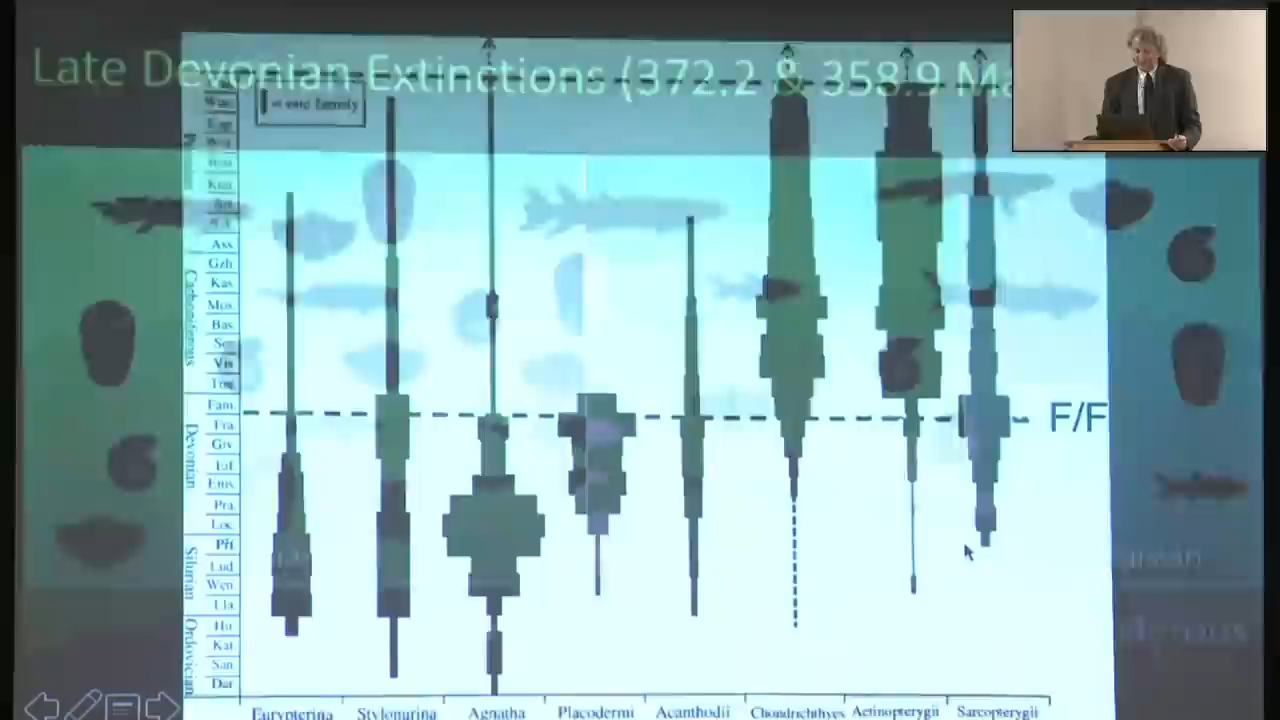 Late Devonian Extinctions (372.2 & 358.9 Ma
= one family
Ass
Gzh
Kas
Mos
Bas
Ser
Vis
Tou
Fam
Fra
Giv
Eif
Ems
Pra
Loc
Pří
Lud
Wen
Lla
Hir
Kat
San
Dar
Carboniferous
Devonian
Silurian
Ordovician
F/F
Eurypterina Stylonurina Agnatha Placodermi Acanthodii Chondrichthyes Actinopterygii Sarcopterygii